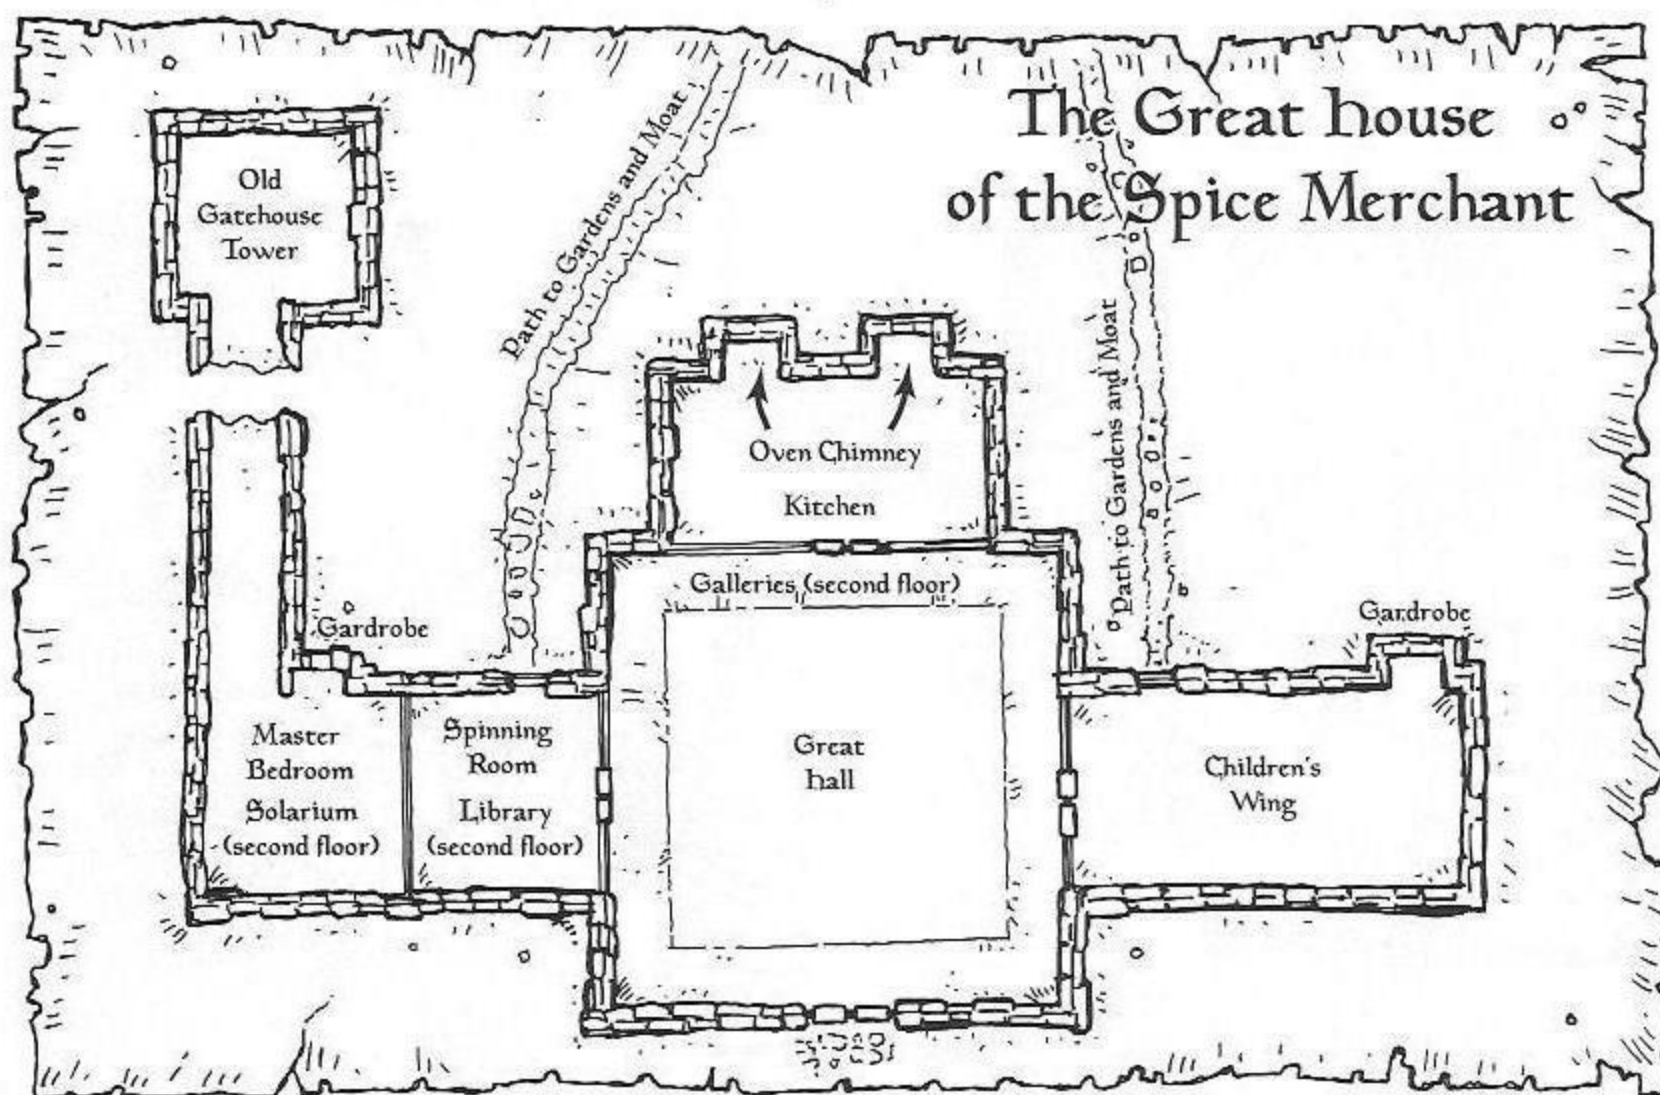 The Great house
of the Spice Merchant
Old
Gatehouse
Tower
Path to Gardens and Moat
Oven Chimney
Kitchen
Path to Gardens and Moat
Galleries (second floor)
Gardrobe
Gardrobe
Master
Bedroom
Solarium
(second floor)
Spinning
Room
Library
(second floor)
Great
hall
Children's
Wing